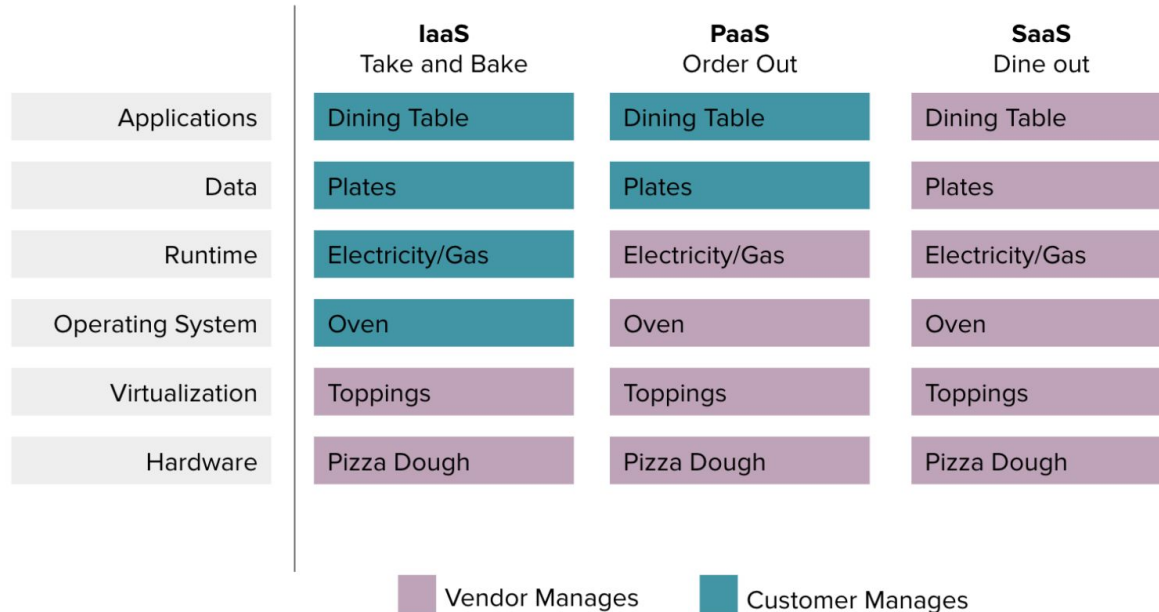 IaaS
Take and Bake
PaaS
Order Out
SaaS
Dine out
Applications
Dining Table
Dining Table
Dining Table
Data
Plates
Plates
Plates
Runtime
Electricity/Gas
Electricity/Gas
Electricity/Gas
Operating System
Oven
Oven
Oven
Virtualization
Toppings
Toppings
Toppings
Hardware
Pizza Dough
Pizza Dough
Pizza Dough
Vendor Manages
Customer Manages